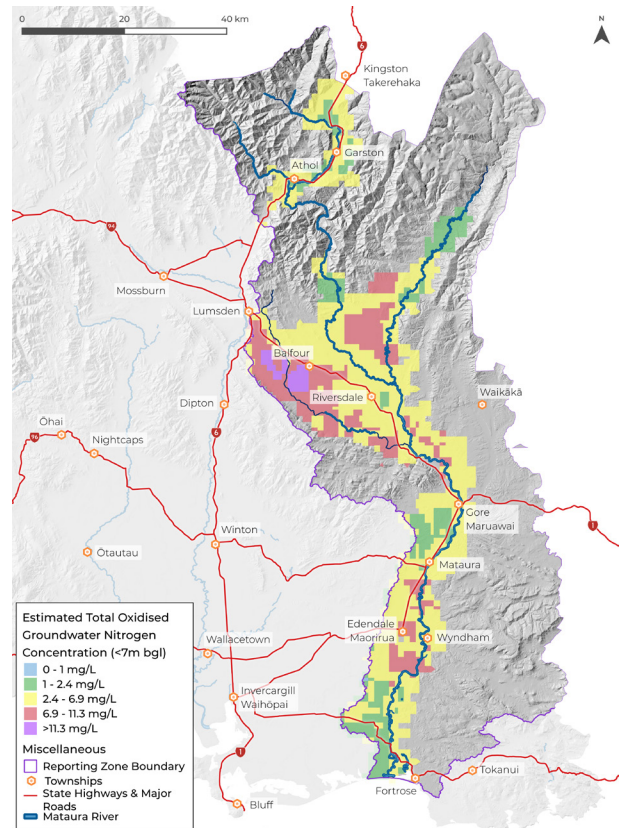 0
20
40 km
N
6
Kingston
Takerehaka
Garston
Athol
94
Mossburn
Lumsden
Balfour
Riversdale
Waikākā
Dipton
Ōhai
96
Nightcaps
6
Gore
Maruawai
1
Winton
Ōtautau
Mataura
Edendale
Maorirua
Wyndham
Wallacetown
Invercargill
Waihōpai
1
Tokanui
Fortrose
Bluff
Estimated Total Oxidised
Groundwater Nitrogen
Concentration (<7m bgl)
0 - 1 mg/L
1 - 2.4 mg/L
2.4 - 6.9 mg/L
6.9 - 11.3 mg/L
>11.3 mg/L
Miscellaneous
Reporting Zone Boundary
Townships
State Highways & Major
Roads
Mataura River